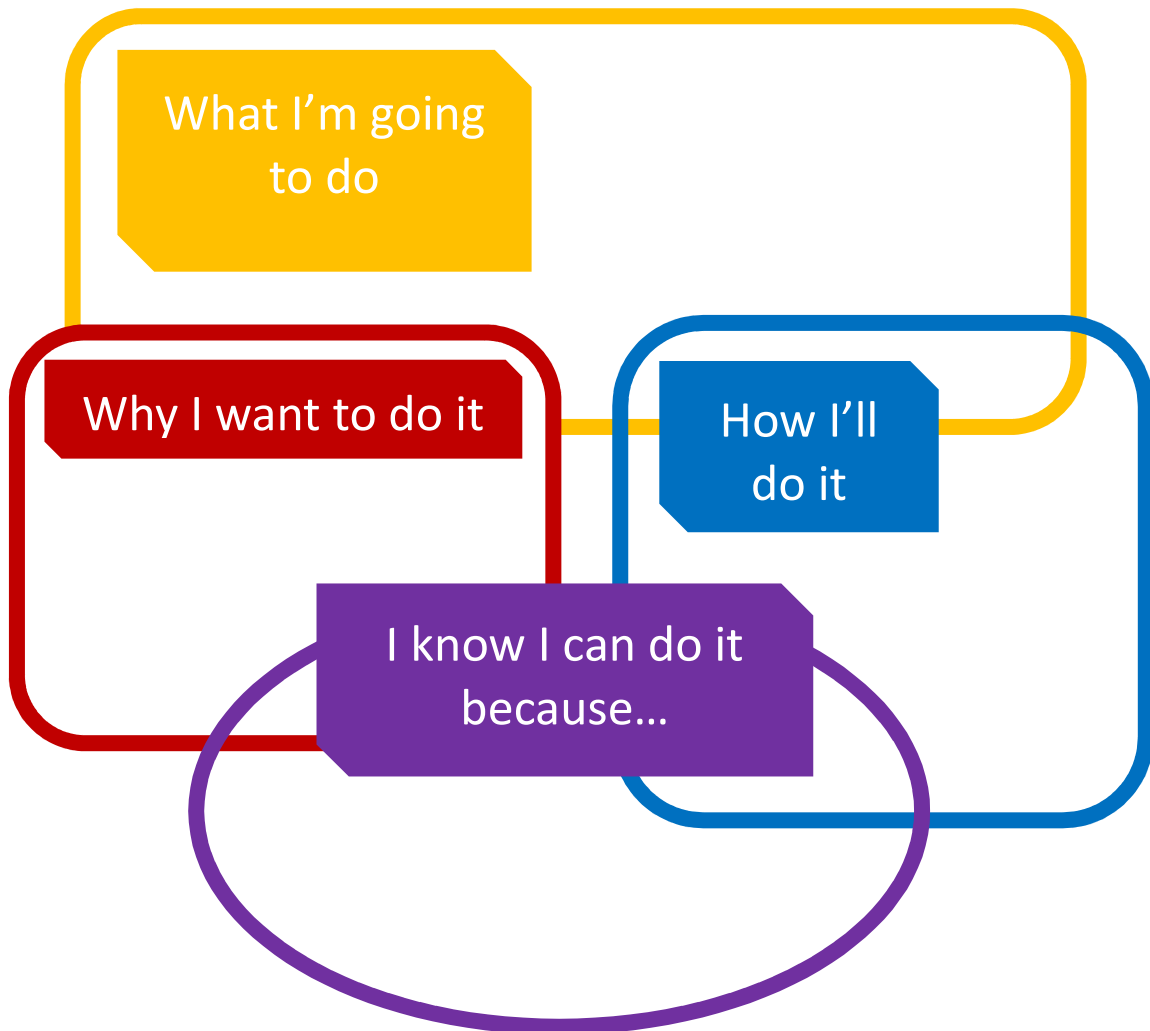 What I’m going
to do
Why I want to do it
How I’ll
do it
I know I can do it
because…